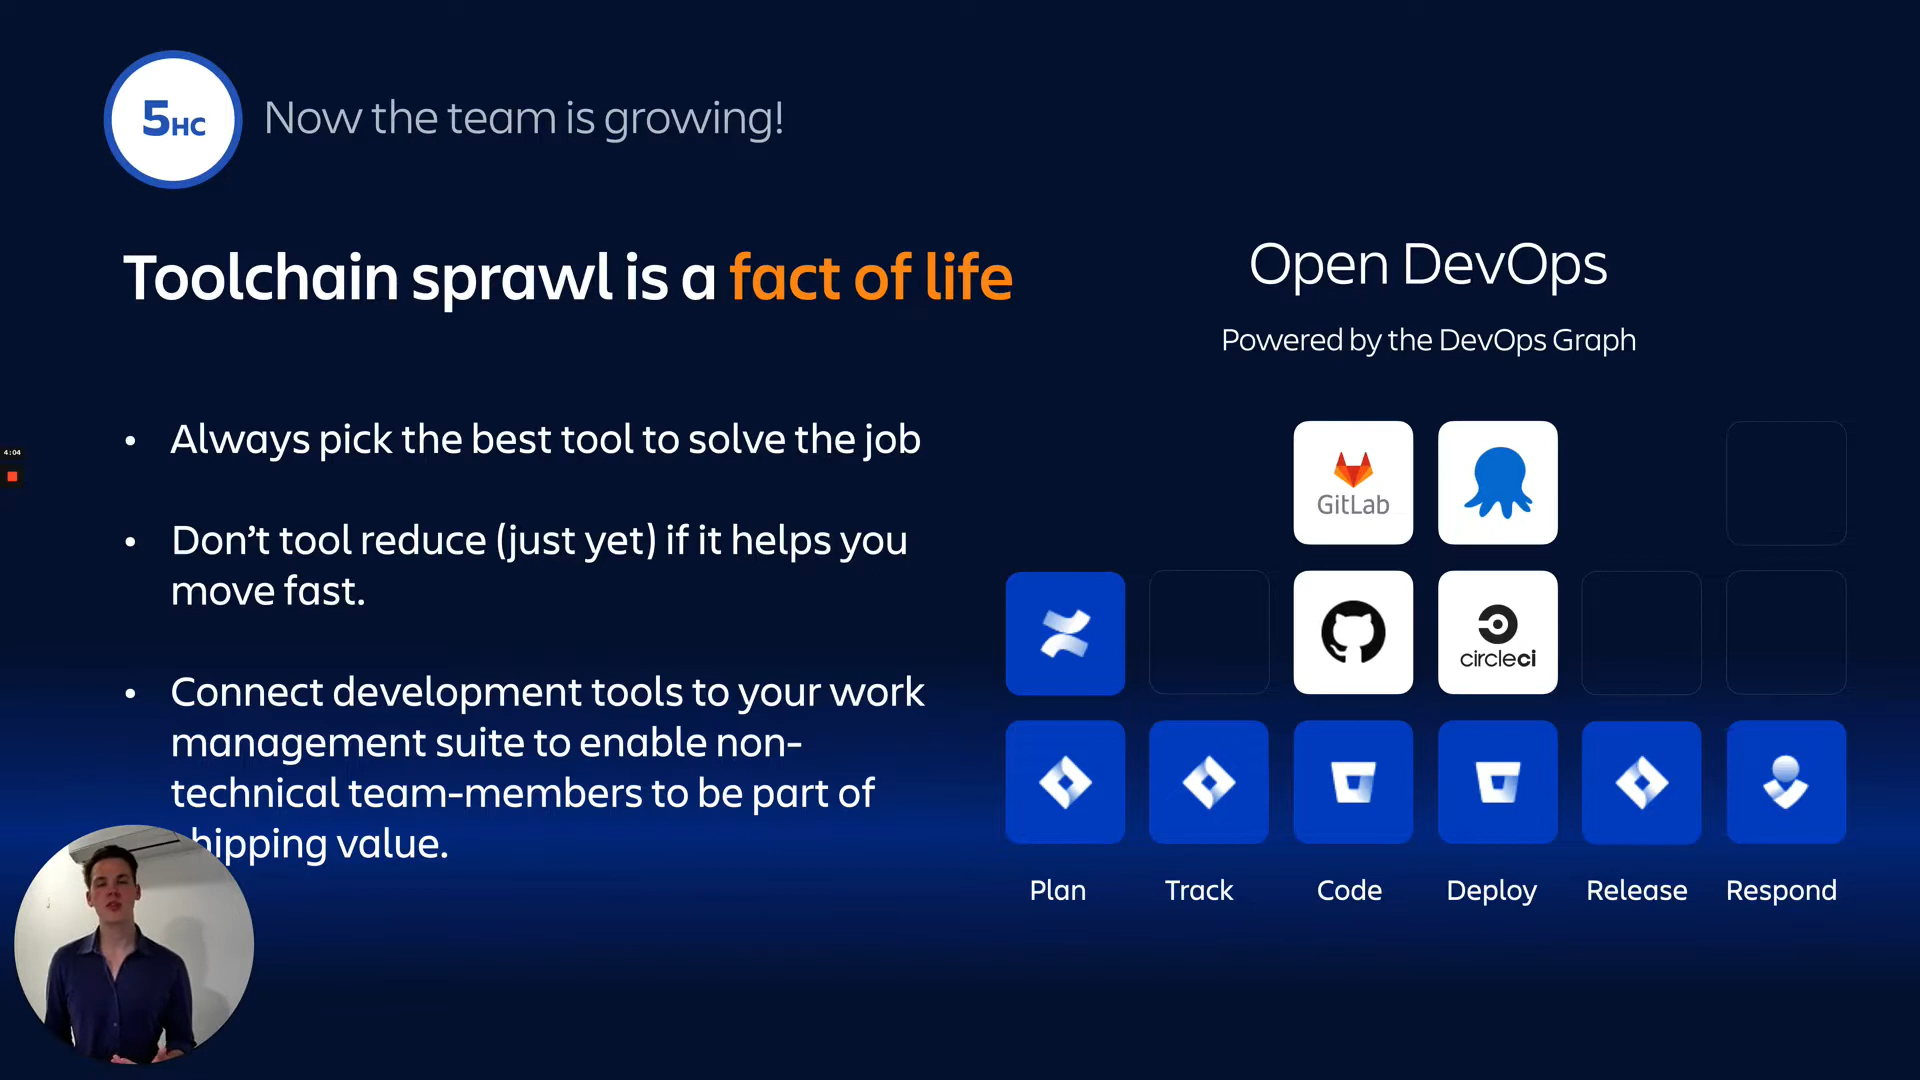 5HC
Now the team is growing!
Toolchain sprawl is a fact of life
• Always pick the best tool to solve the job
• Don’t tool reduce (just yet) if it helps you
move fast.
• Connect development tools to your work
management suite to enable non-
technical team-members to be part of
hipping value.
4:04
Open DevOps
Powered by the DevOps Graph
GitLab
circleci
Plan
Track
Code
Deploy
Release
Respond